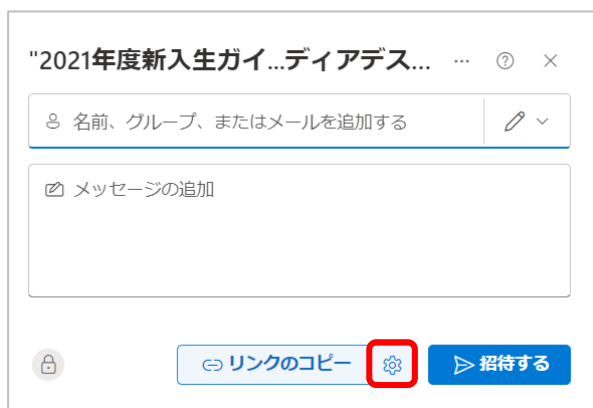 "2021年度新入生ガイ...ディアデス...
名前、グループ、またはメールを追加する
メッセージの追加
リンクのコピー
招待する